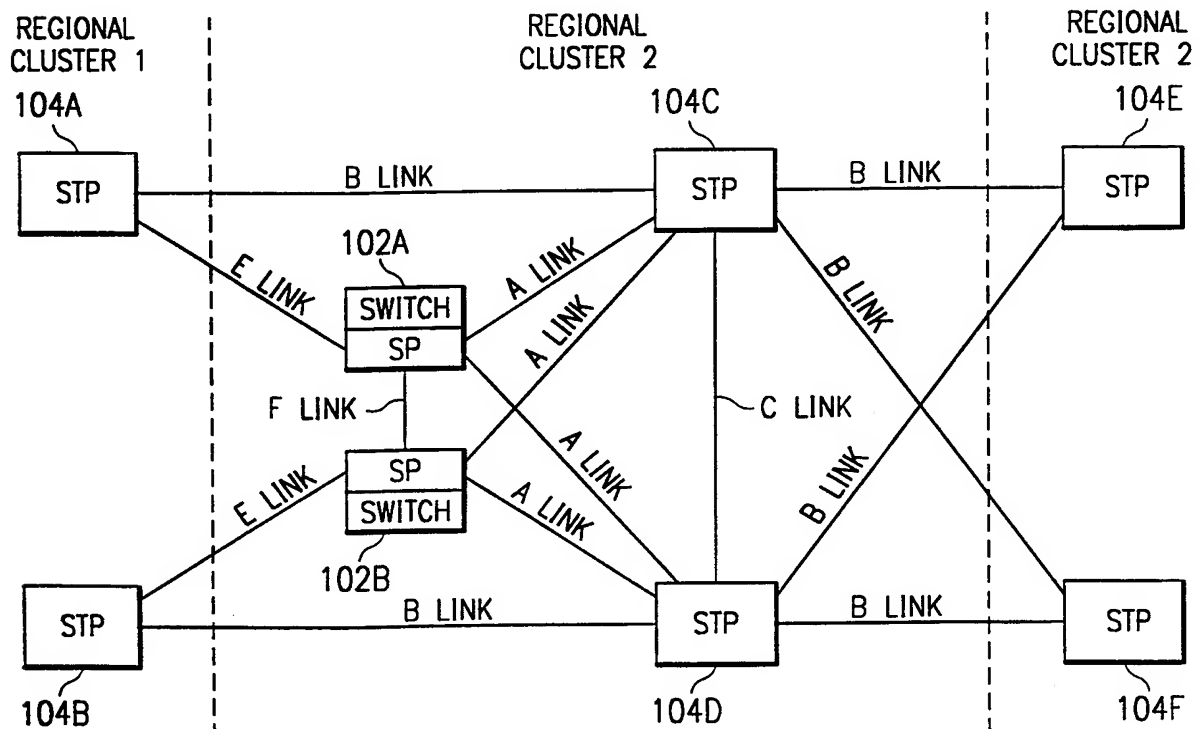 REGIONAL
CLUSTER 1
REGIONAL
CLUSTER 2
REGIONAL
CLUSTER 2
104A
104C
104E
STP
B LINK
STP
B LINK
STP
E LINK
102A
SWITCH
SP
A LINK
A LINK
B LINK
F LINK
C LINK
SP
SWITCH
102B
E LINK
A LINK
A LINK
B LINK
STP
B LINK
STP
B LINK
STP
104B
104D
104F